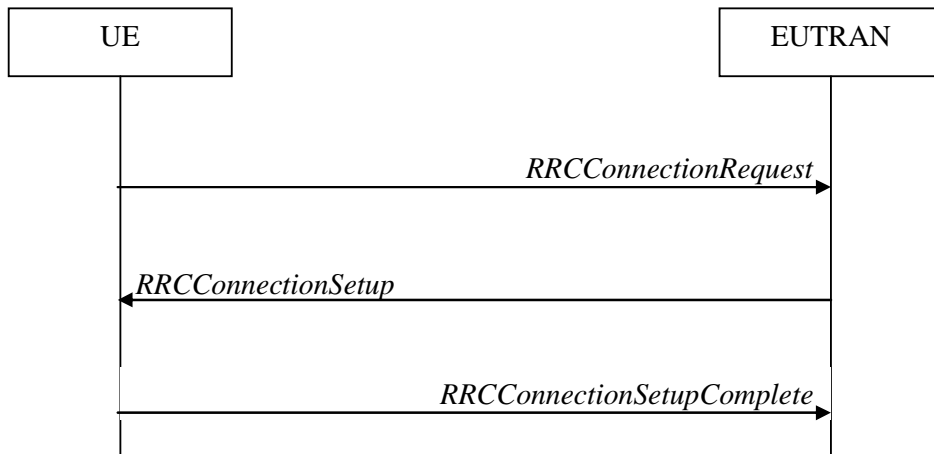 UE
EUTRAN
RRCConnectionRequest
RRCConnectionSetup
RRCConnectionSetupComplete